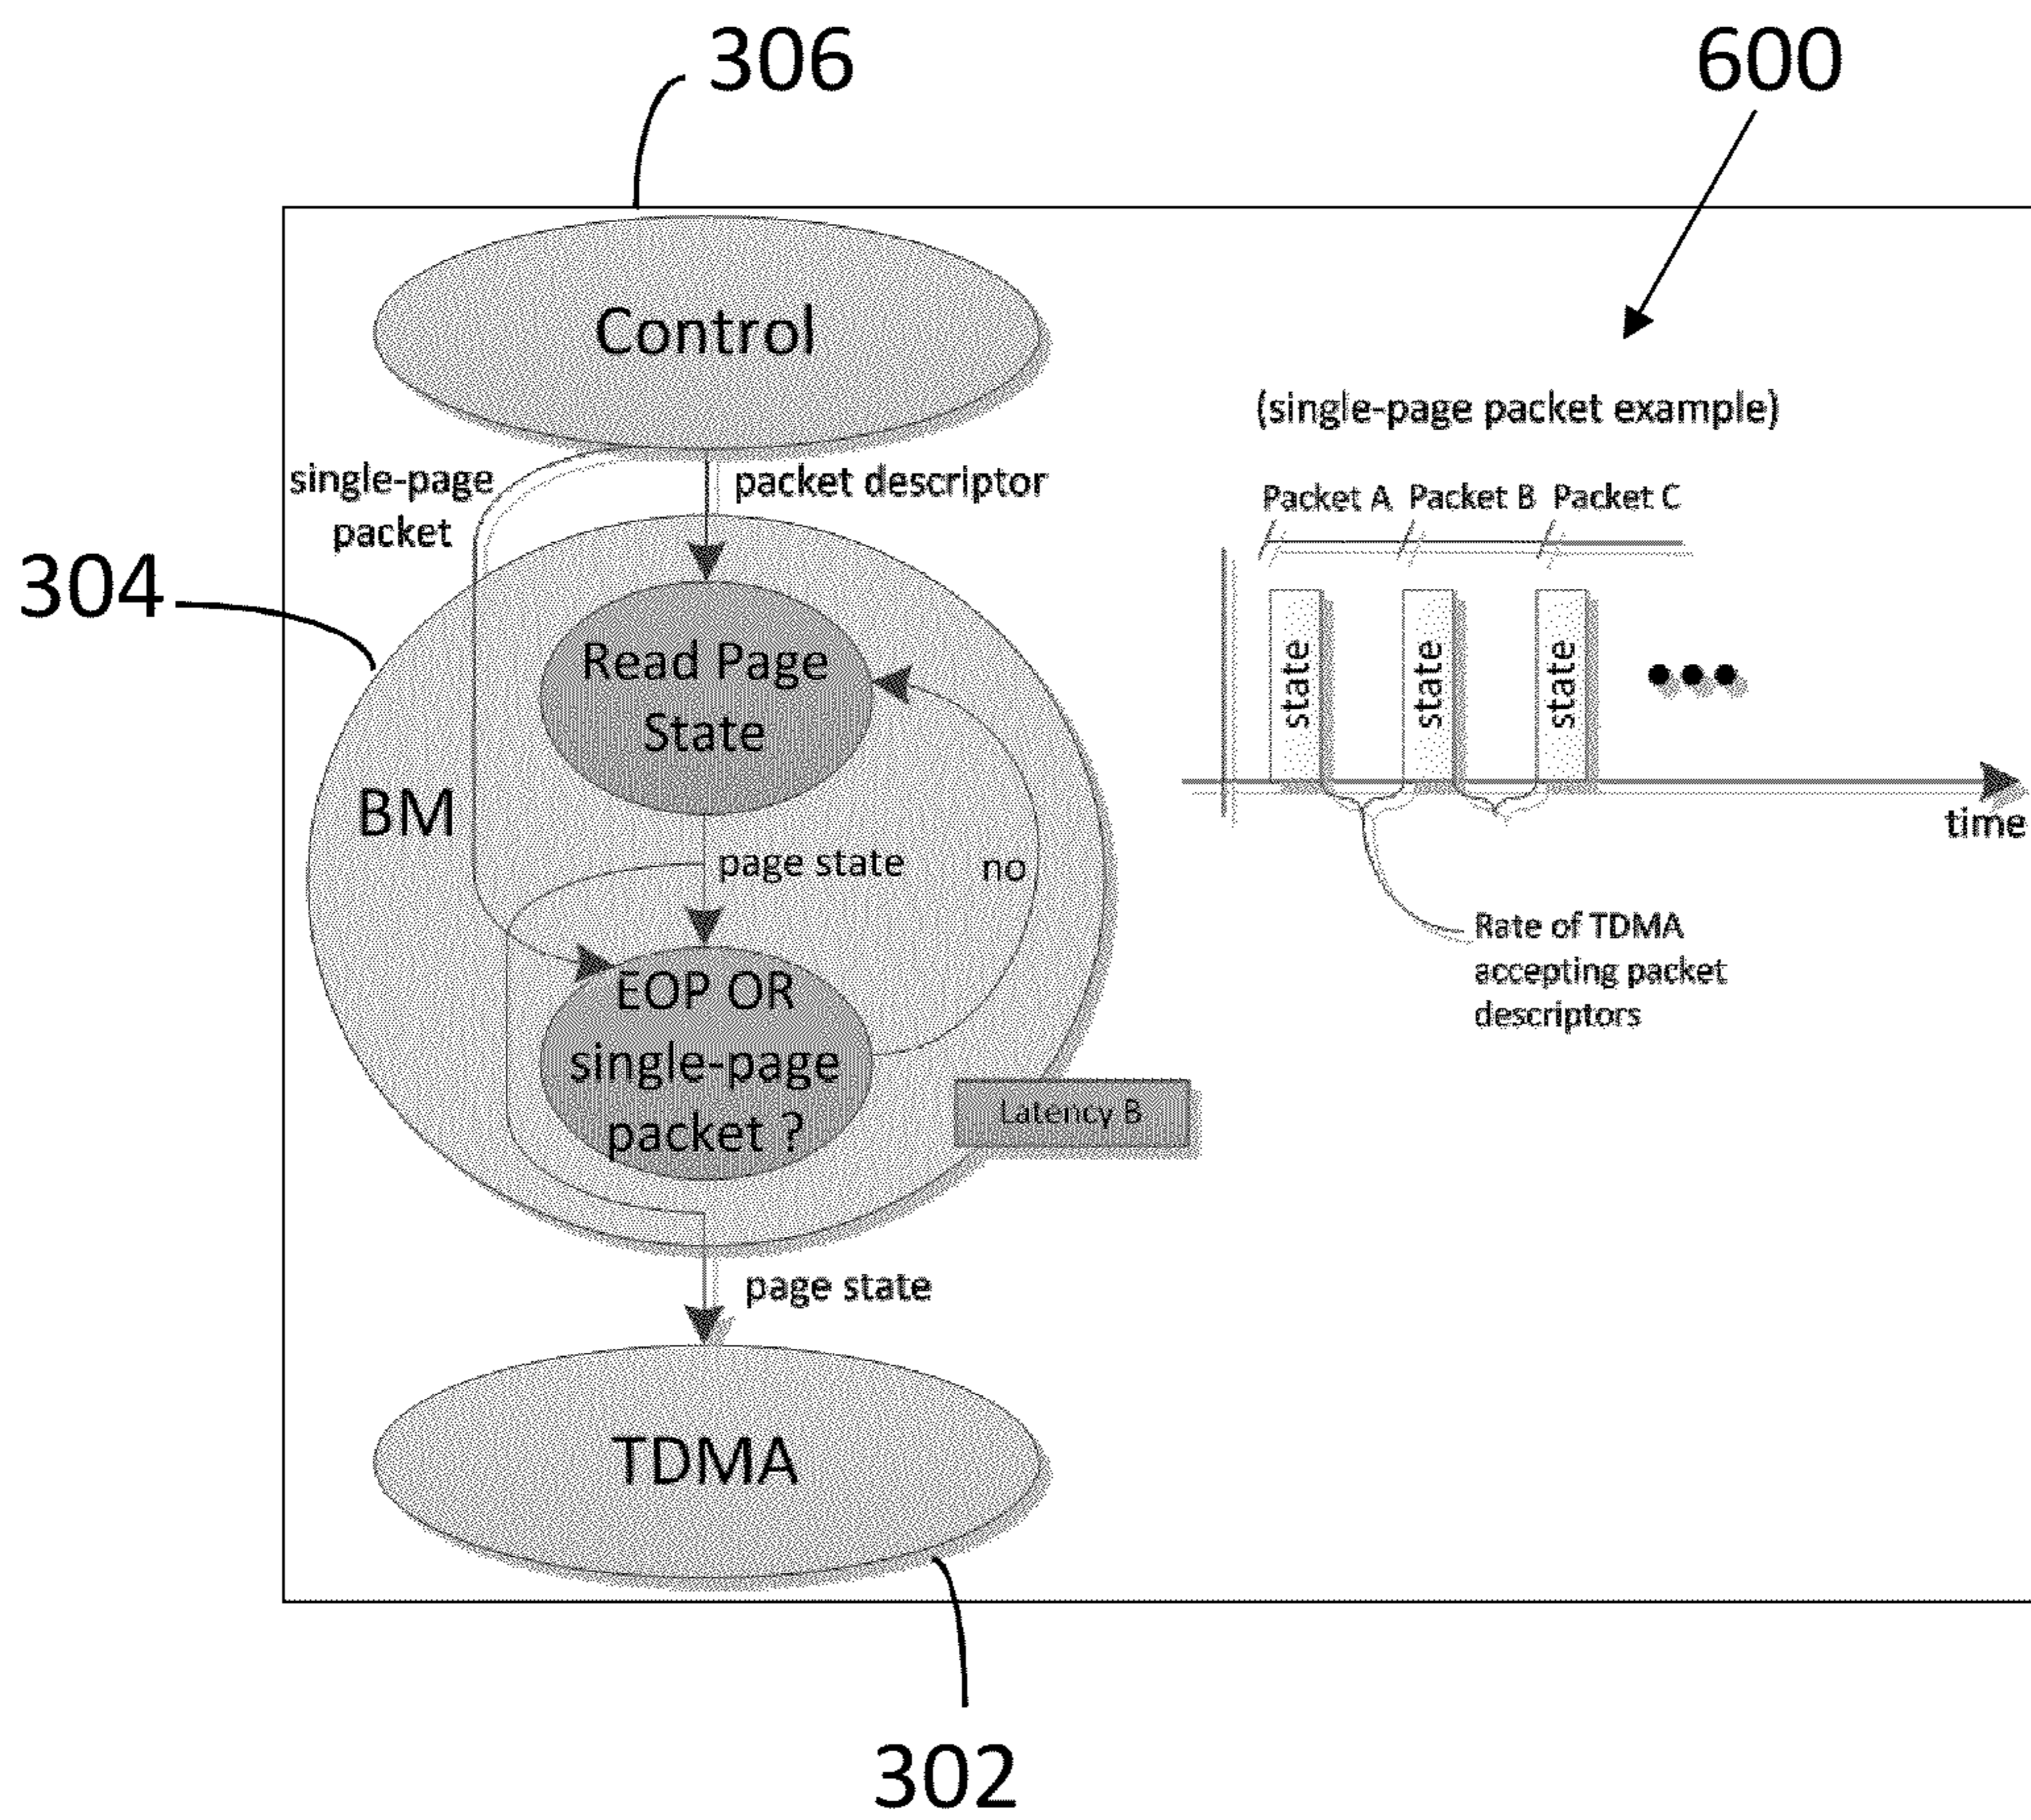 306
600
Control
(single-page packet example)
single-page
packet
packet descriptor
Packet A
Packet B
Packet C
304
Read Page
State
state
state
state
BM
time
page state
no
Rate of TDMA
accepting packet
descriptors
EOP OR
single-page
packet ?
Latency B
page state
TDMA
302